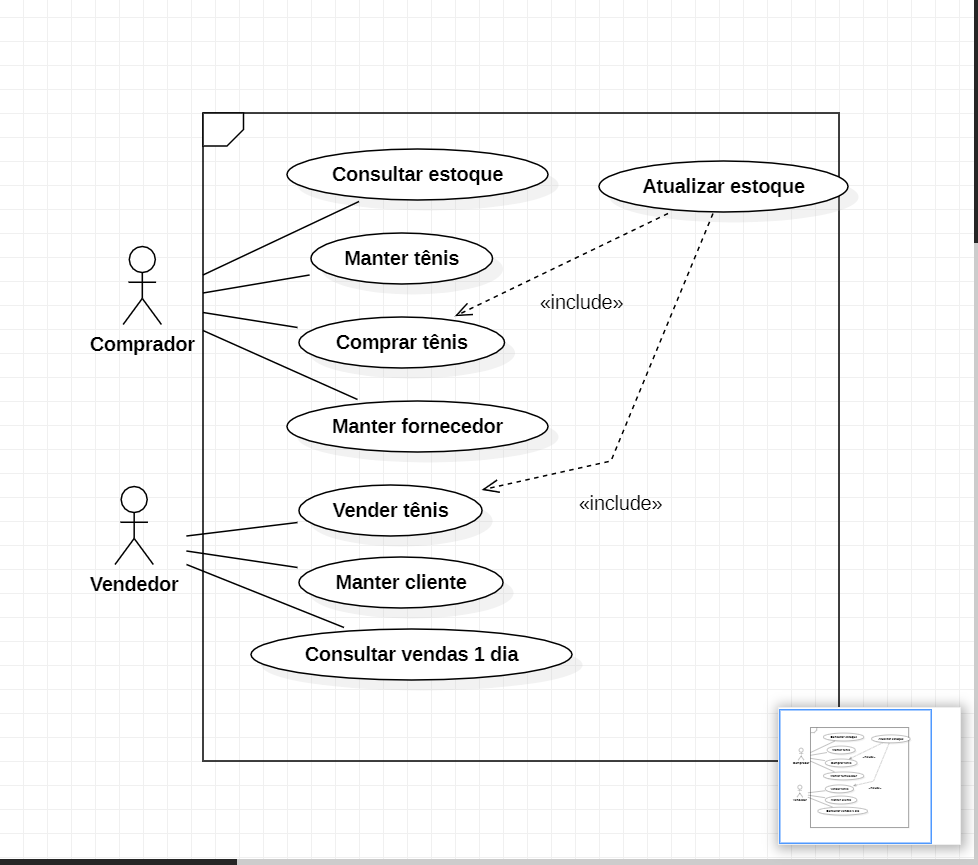 Consultar estoque
Atualizar estoque
Manter tênis
«include»
Comprar tênis
Comprador
Manter fornecedor
Vender tênis
«include»
Manter cliente
Vendedor
Consultar vendas 1 dia